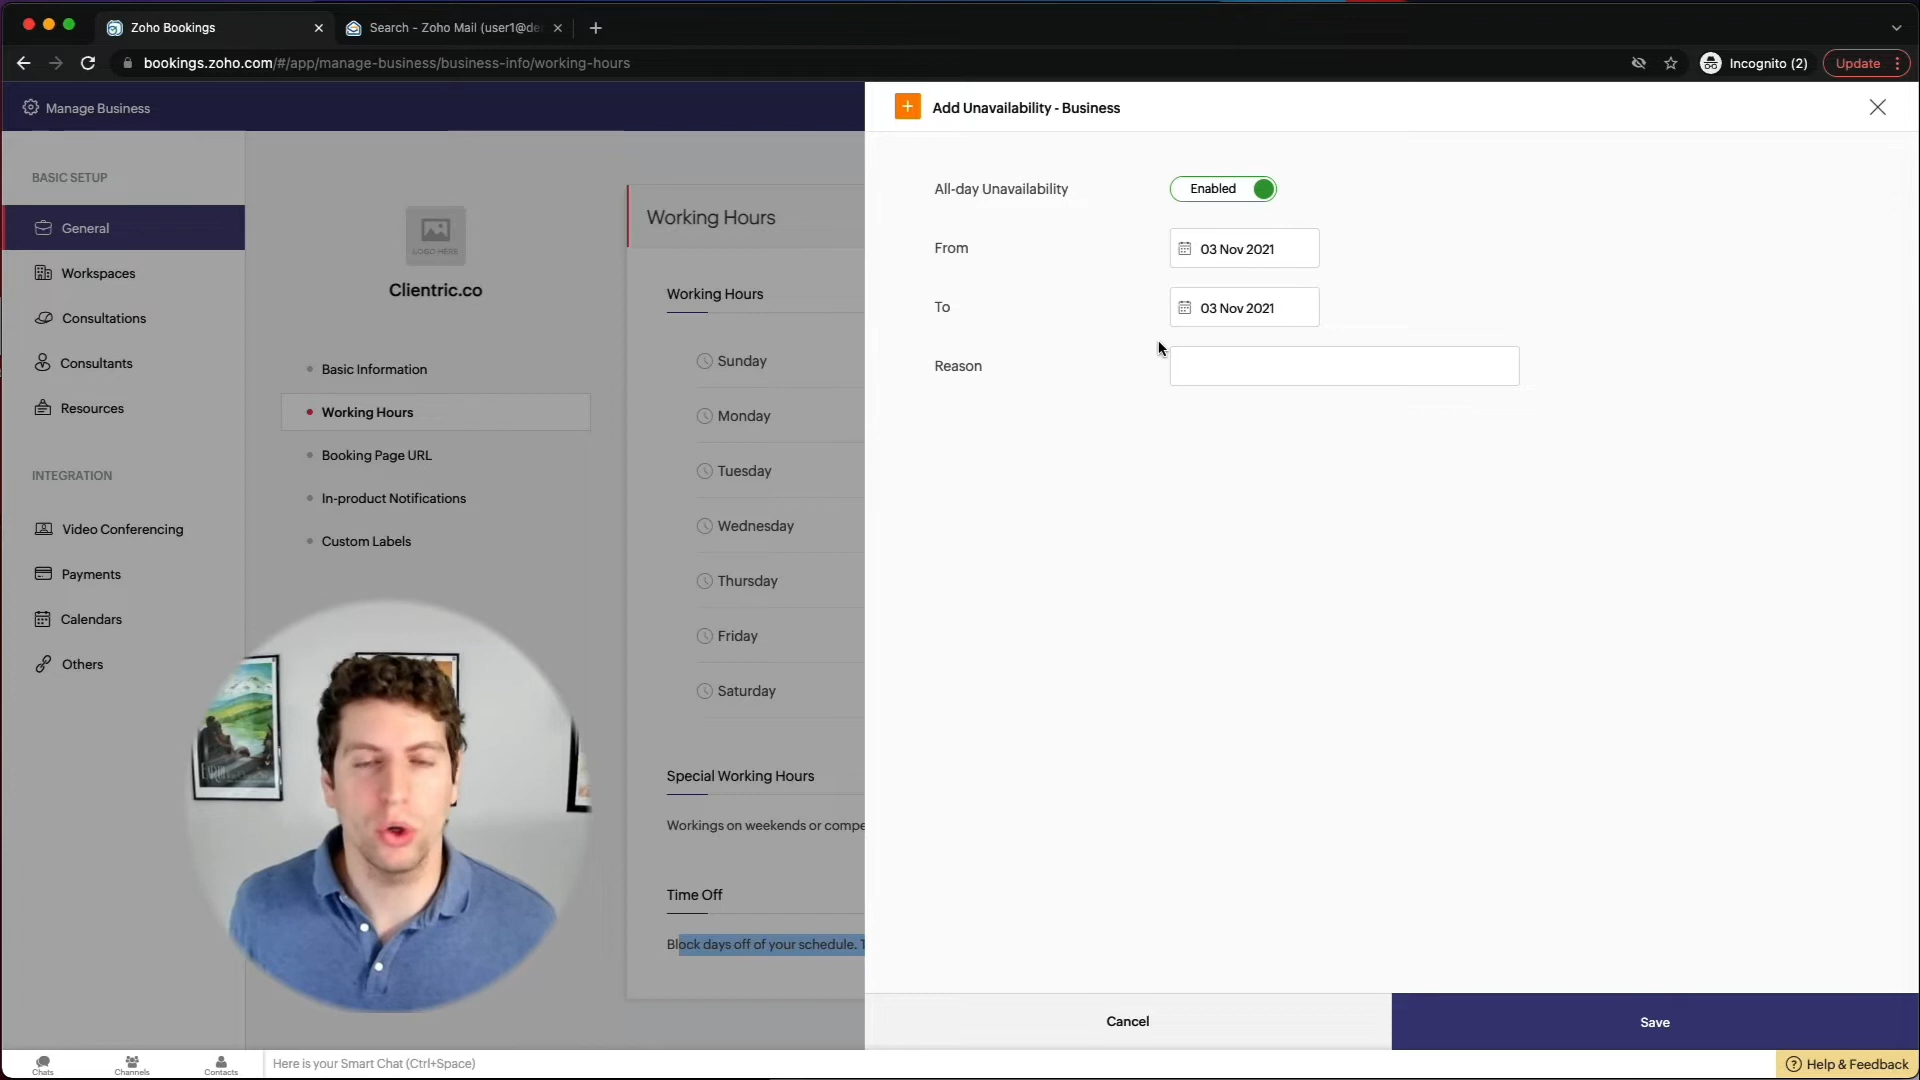 Zoho Bookings
Search - Zoho Mail (user1@de
bookings.zoho.com/#/app/manage-business/business-info/working-hours
Incognito (2)
Update
Manage Business
Add Unavailability - Business
BASIC SETUP
General
Workspaces
Consultations
Consultants
Resources
INTEGRATION
Video Conferencing
Payments
Calendars
Others
LOGO HERE
Clientric.co
Basic Information
Working Hours
Booking Page URL
In-product Notifications
Custom Labels
Working Hours
Working Hours
Sunday
Monday
Tuesday
Wednesday
Thursday
Friday
Saturday
Special Working Hours
Workings on weekends or compe
Time Off
Block days off of your schedule. T
All-day Unavailability
Enabled
From
03 Nov 2021
To
03 Nov 2021
Reason
Cancel
Save
Chats
Channels
Contacts
Here is your Smart Chat (Ctrl+Space)
Help & Feedback